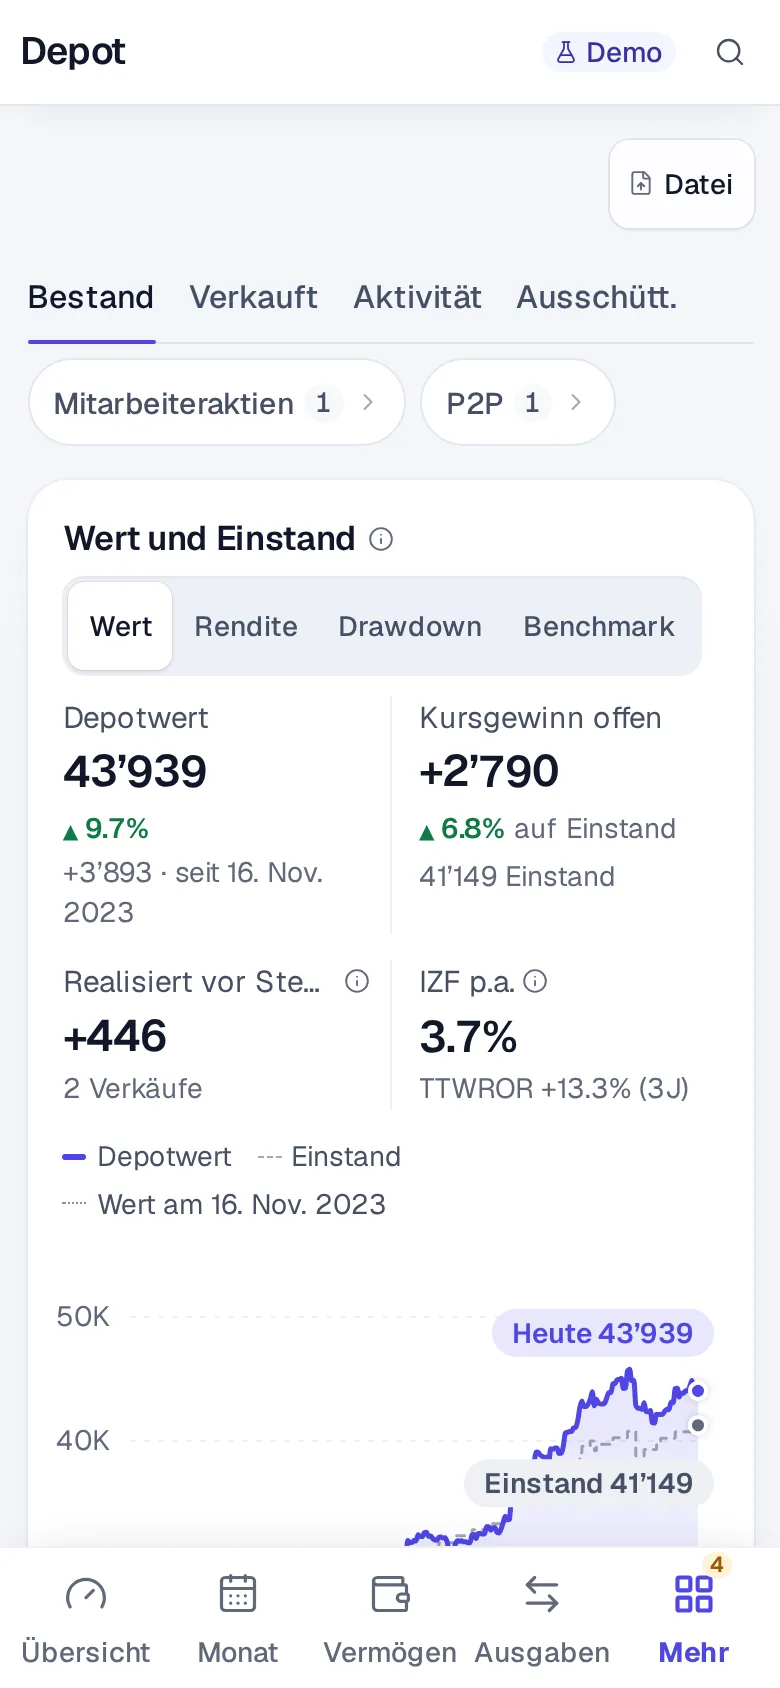 Depot
Demo
Datei
Bestand Verkauft Aktivität Ausschütt.
Mitarbeiteraktien 1
P2P 1
Wert und Einstand
Wert Rendite Drawdown Benchmark
Depotwert
43’939
▲ 9.7%
+3’893 · seit 16. Nov.
2023
Kursgewinn offen
+2’790
▲ 6.8% auf Einstand
41’149 Einstand
Realisiert vor Ste...
+446
2 Verkäufe
IZF p.a.
3.7%
TTWROR +13.3% (3J)
Depotwert Einstand
Wert am 16. Nov. 2023
50K
Heute 43’939
40K
Einstand 41’149
4
Übersicht Monat Vermögen Ausgaben Mehr